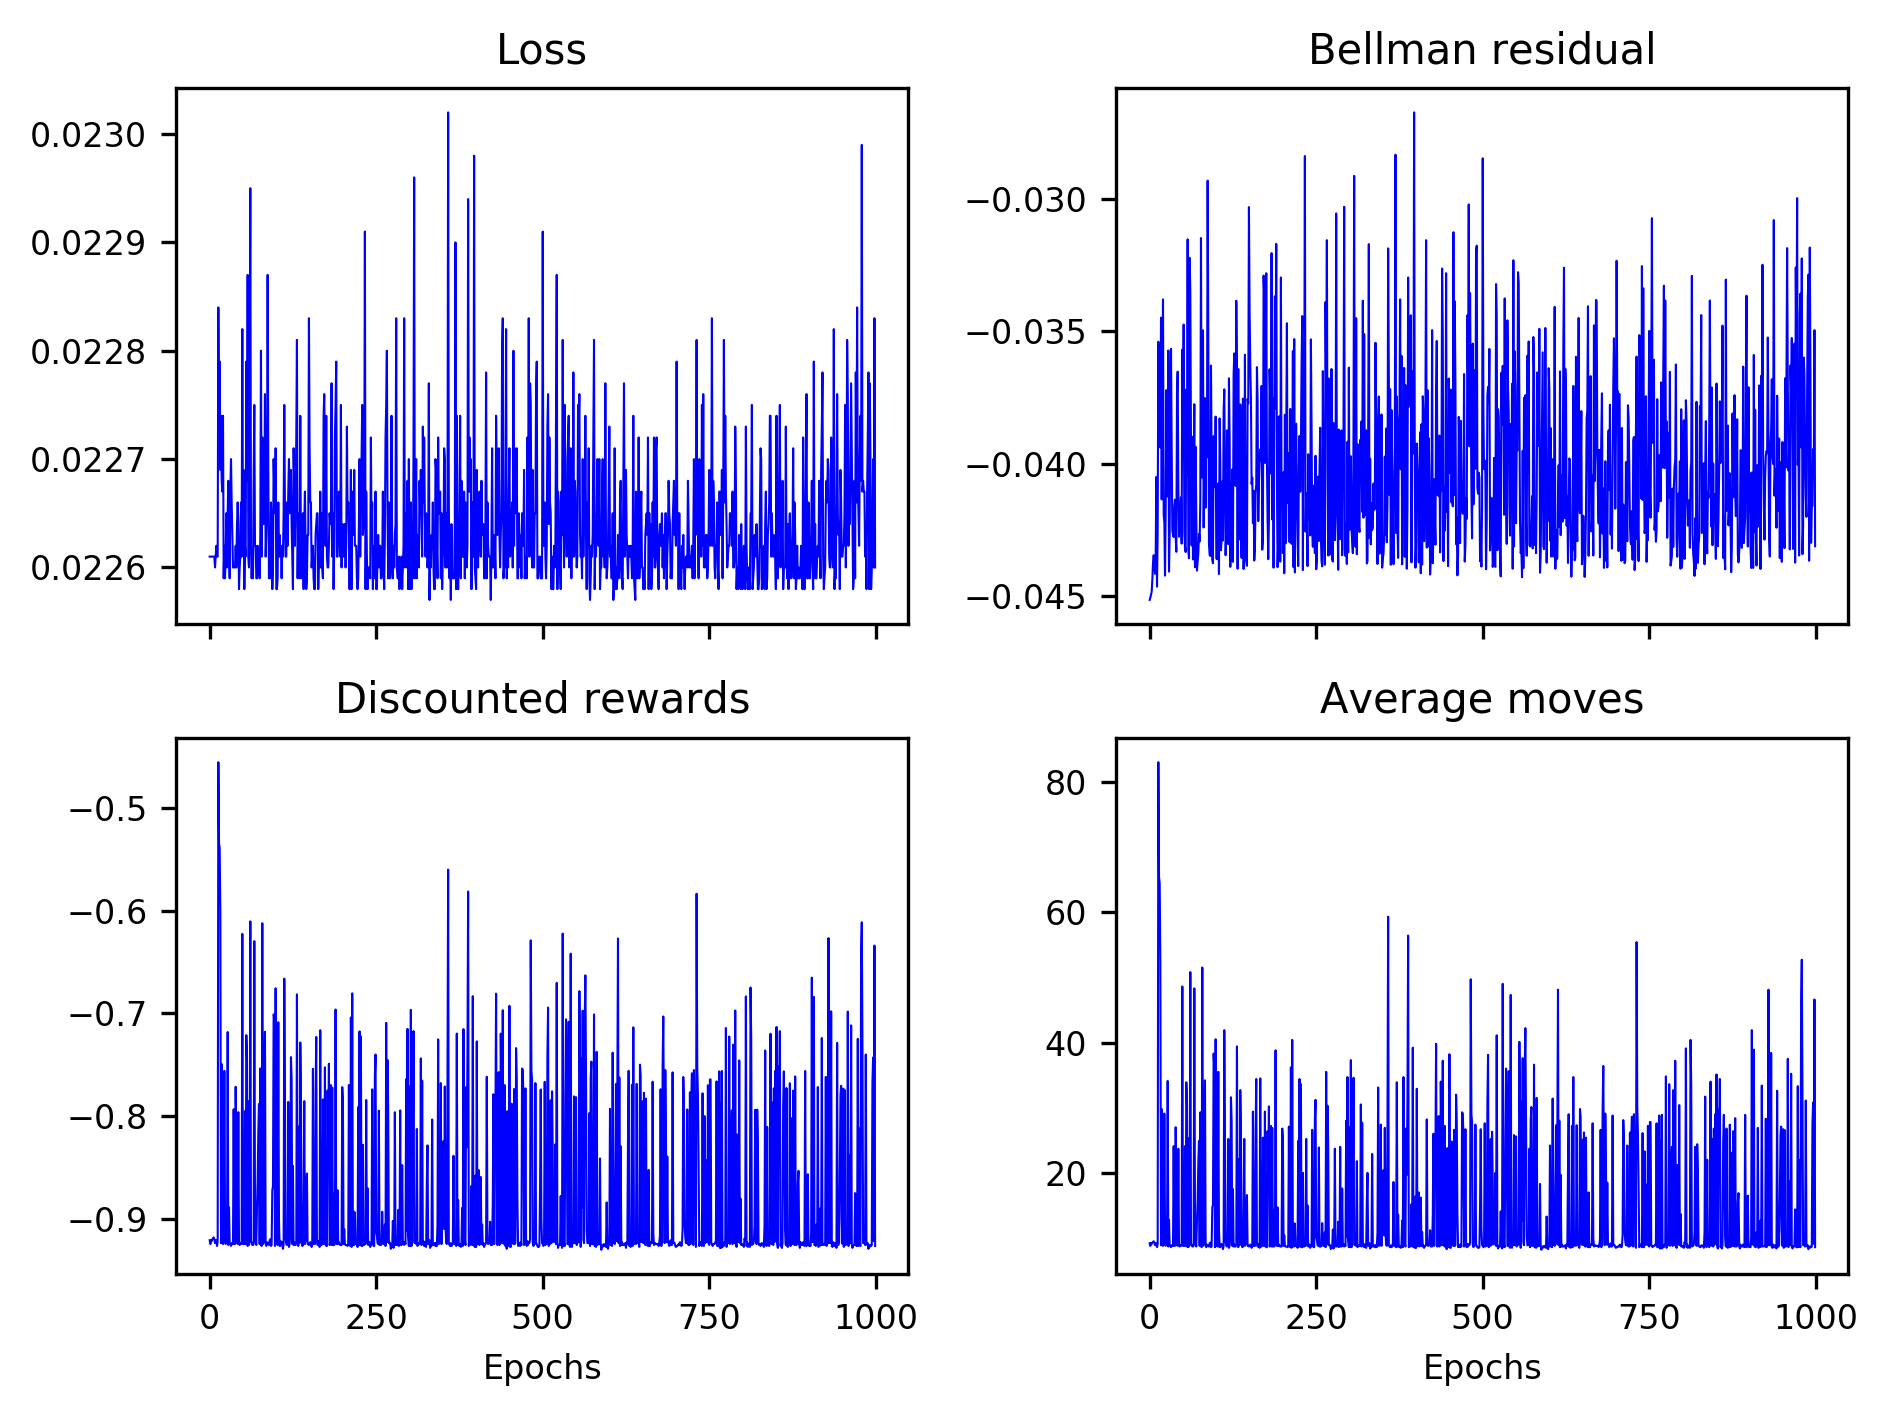 Loss
0.0230
0.0229
0.0228
0.0227
0.0226
Bellman residual
−0.030
−0.035
−0.040
−0.045
Discounted rewards
−0.5
−0.6
−0.7
−0.8
−0.9
0 250 500 750 1000
Epochs
Average moves
80
60
40
20
0 250 500 750 1000
Epochs